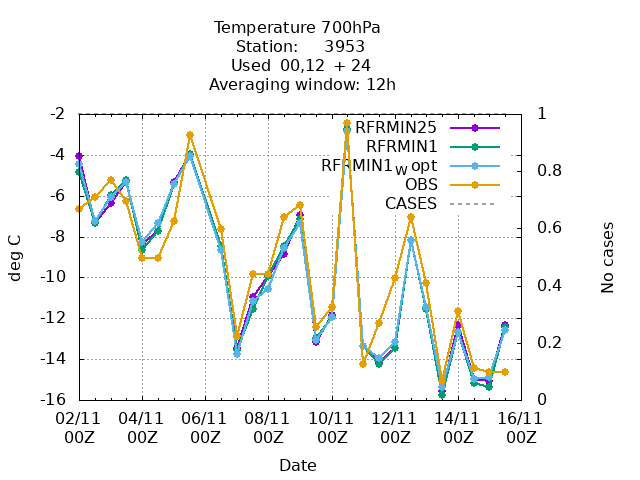 Temperature 700hPa
Station: 3953
Used 00,12 + 24
Averaging window: 12h
-2
-4
-6
-8
-10
-12
-14
-16
deg C
1
0.8
0.6
0.4
0.2
0
No cases
RFRMIN25
RFRMIN1
RFRMIN1w opt
OBS
CASES
02/11 04/11 06/11 08/11 10/11 12/11 14/11 16/11
00Z 00Z 00Z 00Z 00Z 00Z 00Z 00Z
Date